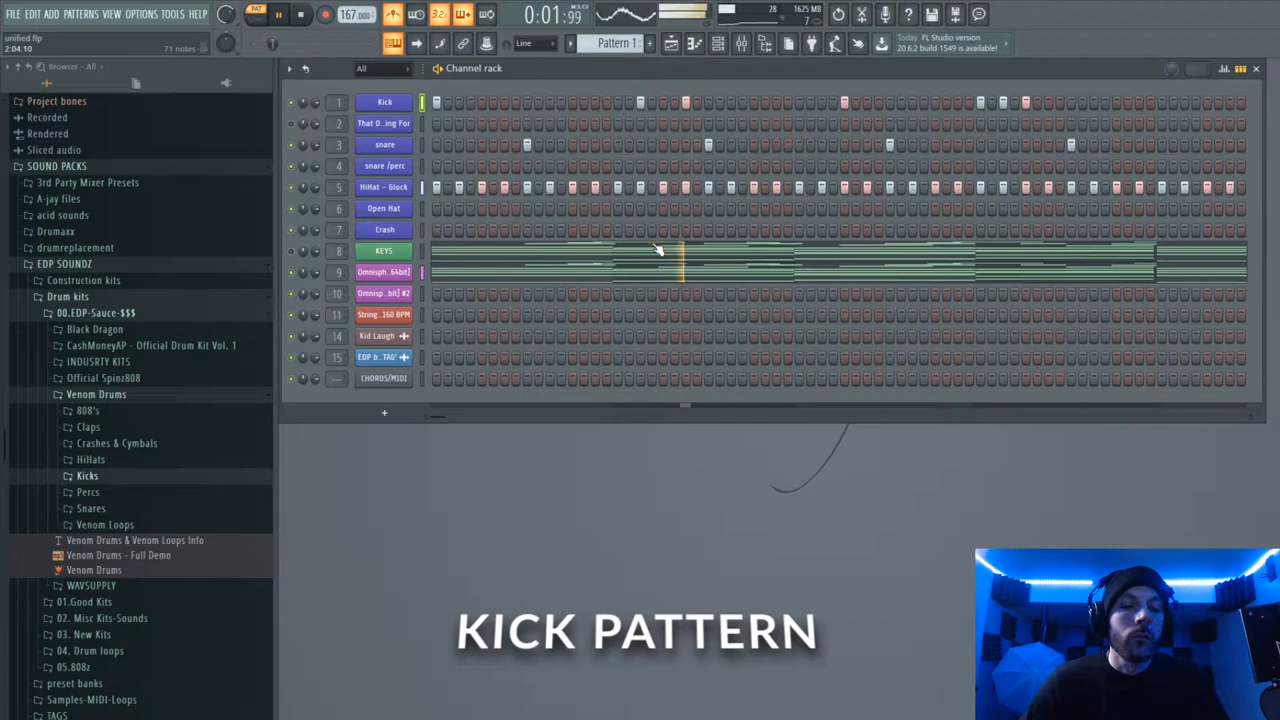 FILE EDIT ADD PATTERNS VIEW OPTIONS TOOLS
PAT
167.000
32
0:01:99
M:S:CS
28
1625 MB
7
unified.flp
2:04:10
71 notes
Line
Pattern 1
Today FL Studio version
20.6.2 build 1549 is available!
Browser - All
Project bones
Recorded
Rendered
Sliced audio
SOUND PACKS
3rd Party Mixer Presets
A-jay files
acid sounds
Drumaxx
drumreplacement
EDP SOUNDZ
Construction kits
Drum kits
00.EDP-Sauce-$$$
Black Dragon
CashMoneyAP - Official Drum Kit Vol. 1
INDUSRTY KITS
Official Spinz808
Venom Drums
808's
Claps
Crashes & Cymbals
HiHats
Kicks
Percs
Snares
Venom Loops
Venom Drums & Venom Loops Info
Venom Drums - Full Demo
Venom Drums
WAVSUPPLY
01.Good Kits
02. Misc Kits-Sounds
03. New Kits
04. Drum loops
05.808z
preset banks
Samples-MIDI-Loops
TAGS
All
Channel rack
1 Kick
2 That O..ing For
3 snare
4 snare /perc
5 HiHat - Glock
6 Open Hat
7 Crash
8 KEYS
9 Omnisph..64bit]
10 Omnisp..bit] #2
11 String...160 BPM
14 Kid Laugh
15 EDP b...TAG'
--- CHORDS/MIDI
+
KICK PATTERN